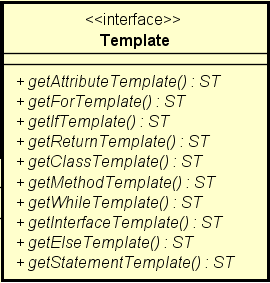 <<interface>>
Template
+ getAttributeTemplate() : ST
+ getForTemplate() : ST
+ getIfTemplate() : ST
+ getReturnTemplate() : ST
+ getClassTemplate() : ST
+ getMethodTemplate() : ST
+ getWhileTemplate() : ST
+ getInterfaceTemplate() : ST
+ getElseTemplate() : ST
+ getStatementTemplate() : ST